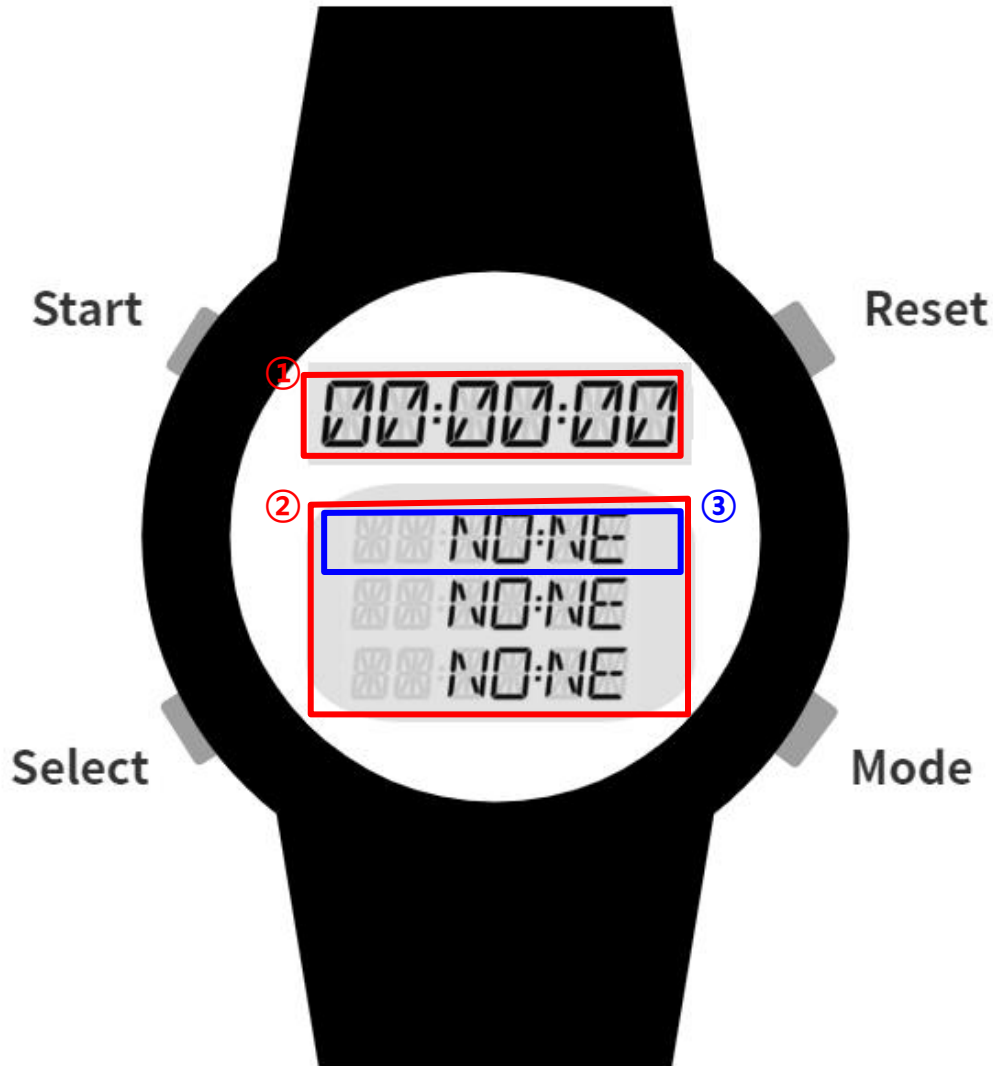 Start
Reset
①
00:00:00
②
③
NO:NE
NO:NE
NO:NE
Select
Mode